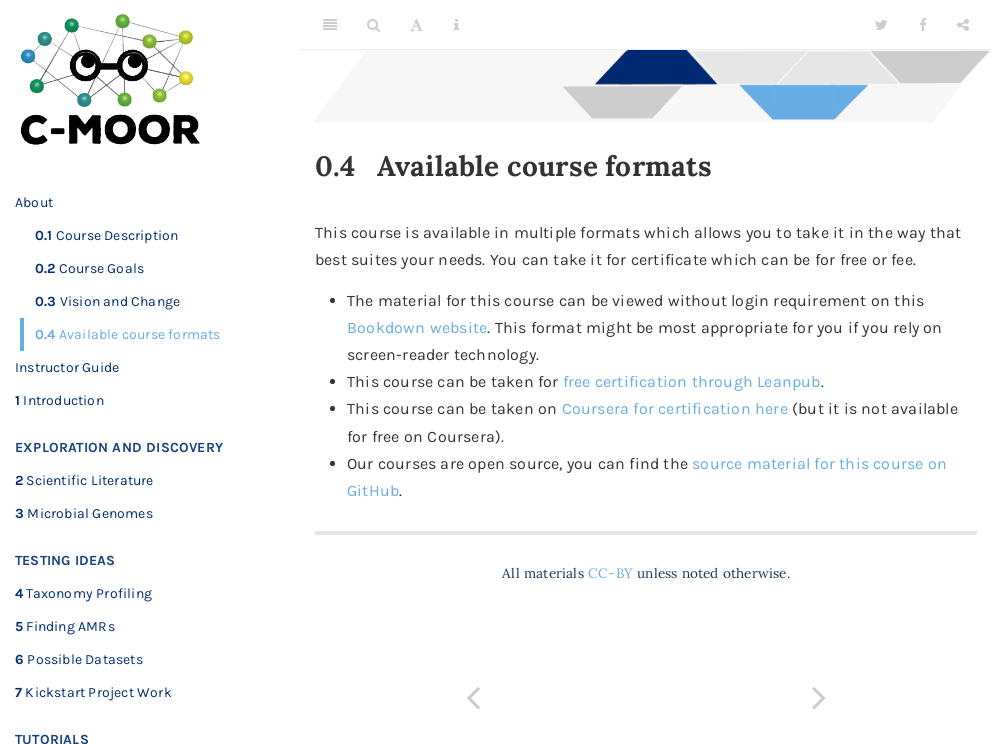 C-MOOR
About
0.1 Course Description
0.2 Course Goals
0.3 Vision and Change
0.4 Available course formats
Instructor Guide
1 Introduction
EXPLORATION AND DISCOVERY
2 Scientific Literature
3 Microbial Genomes
TESTING IDEAS
4 Taxonomy Profiling
5 Finding AMRs
6 Possible Datasets
7 Kickstart Project Work
TUTORIALS
0.4 Available course formats
This course is available in multiple formats which allows you to take it in the way that
best suites your needs. You can take it for certificate which can be for free or fee.
• The material for this course can be viewed without login requirement on this
Bookdown website. This format might be most appropriate for you if you rely on
screen-reader technology.
• This course can be taken for free certification through Leanpub.
• This course can be taken on Coursera for certification here (but it is not available
for free on Coursera).
• Our courses are open source, you can find the source material for this course on
GitHub.
All materials CC-BY unless noted otherwise.